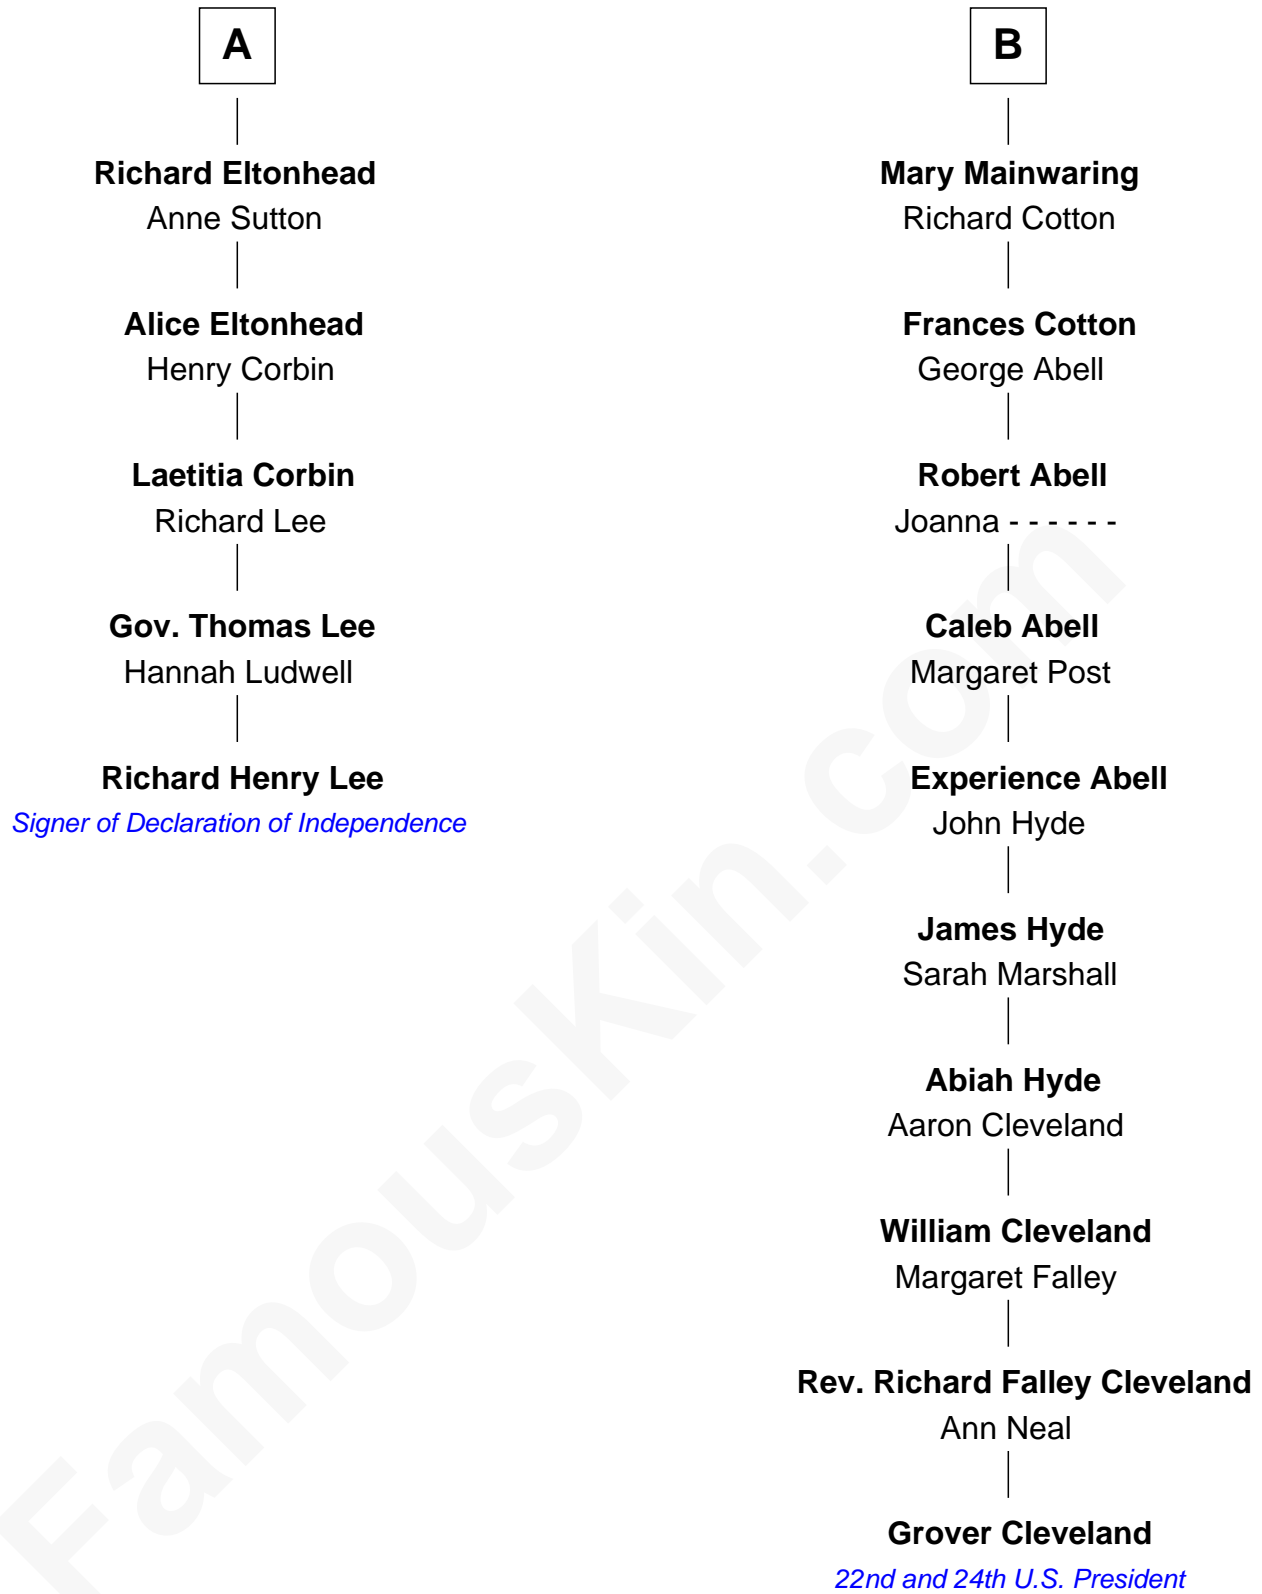 A
Richard Eltonhead
Anne Sutton
Alice Eltonhead
Henry Corbin
Laetitia Corbin
Richard Lee
Gov. Thomas Lee
Hannah Ludwell
Richard Henry Lee
Signer of Declaration of Independence
B
Mary Mainwaring
Richard Cotton
Frances Cotton
George Abell
Robert Abell
Joanna - - - - - -
Caleb Abell
Margaret Post
Experience Abell
John Hyde
James Hyde
Sarah Marshall
Abiah Hyde
Aaron Cleveland
William Cleveland
Margaret Falley
Rev. Richard Falley Cleveland
Ann Neal
Grover Cleveland
22nd and 24th U.S. President
FamousKin.com